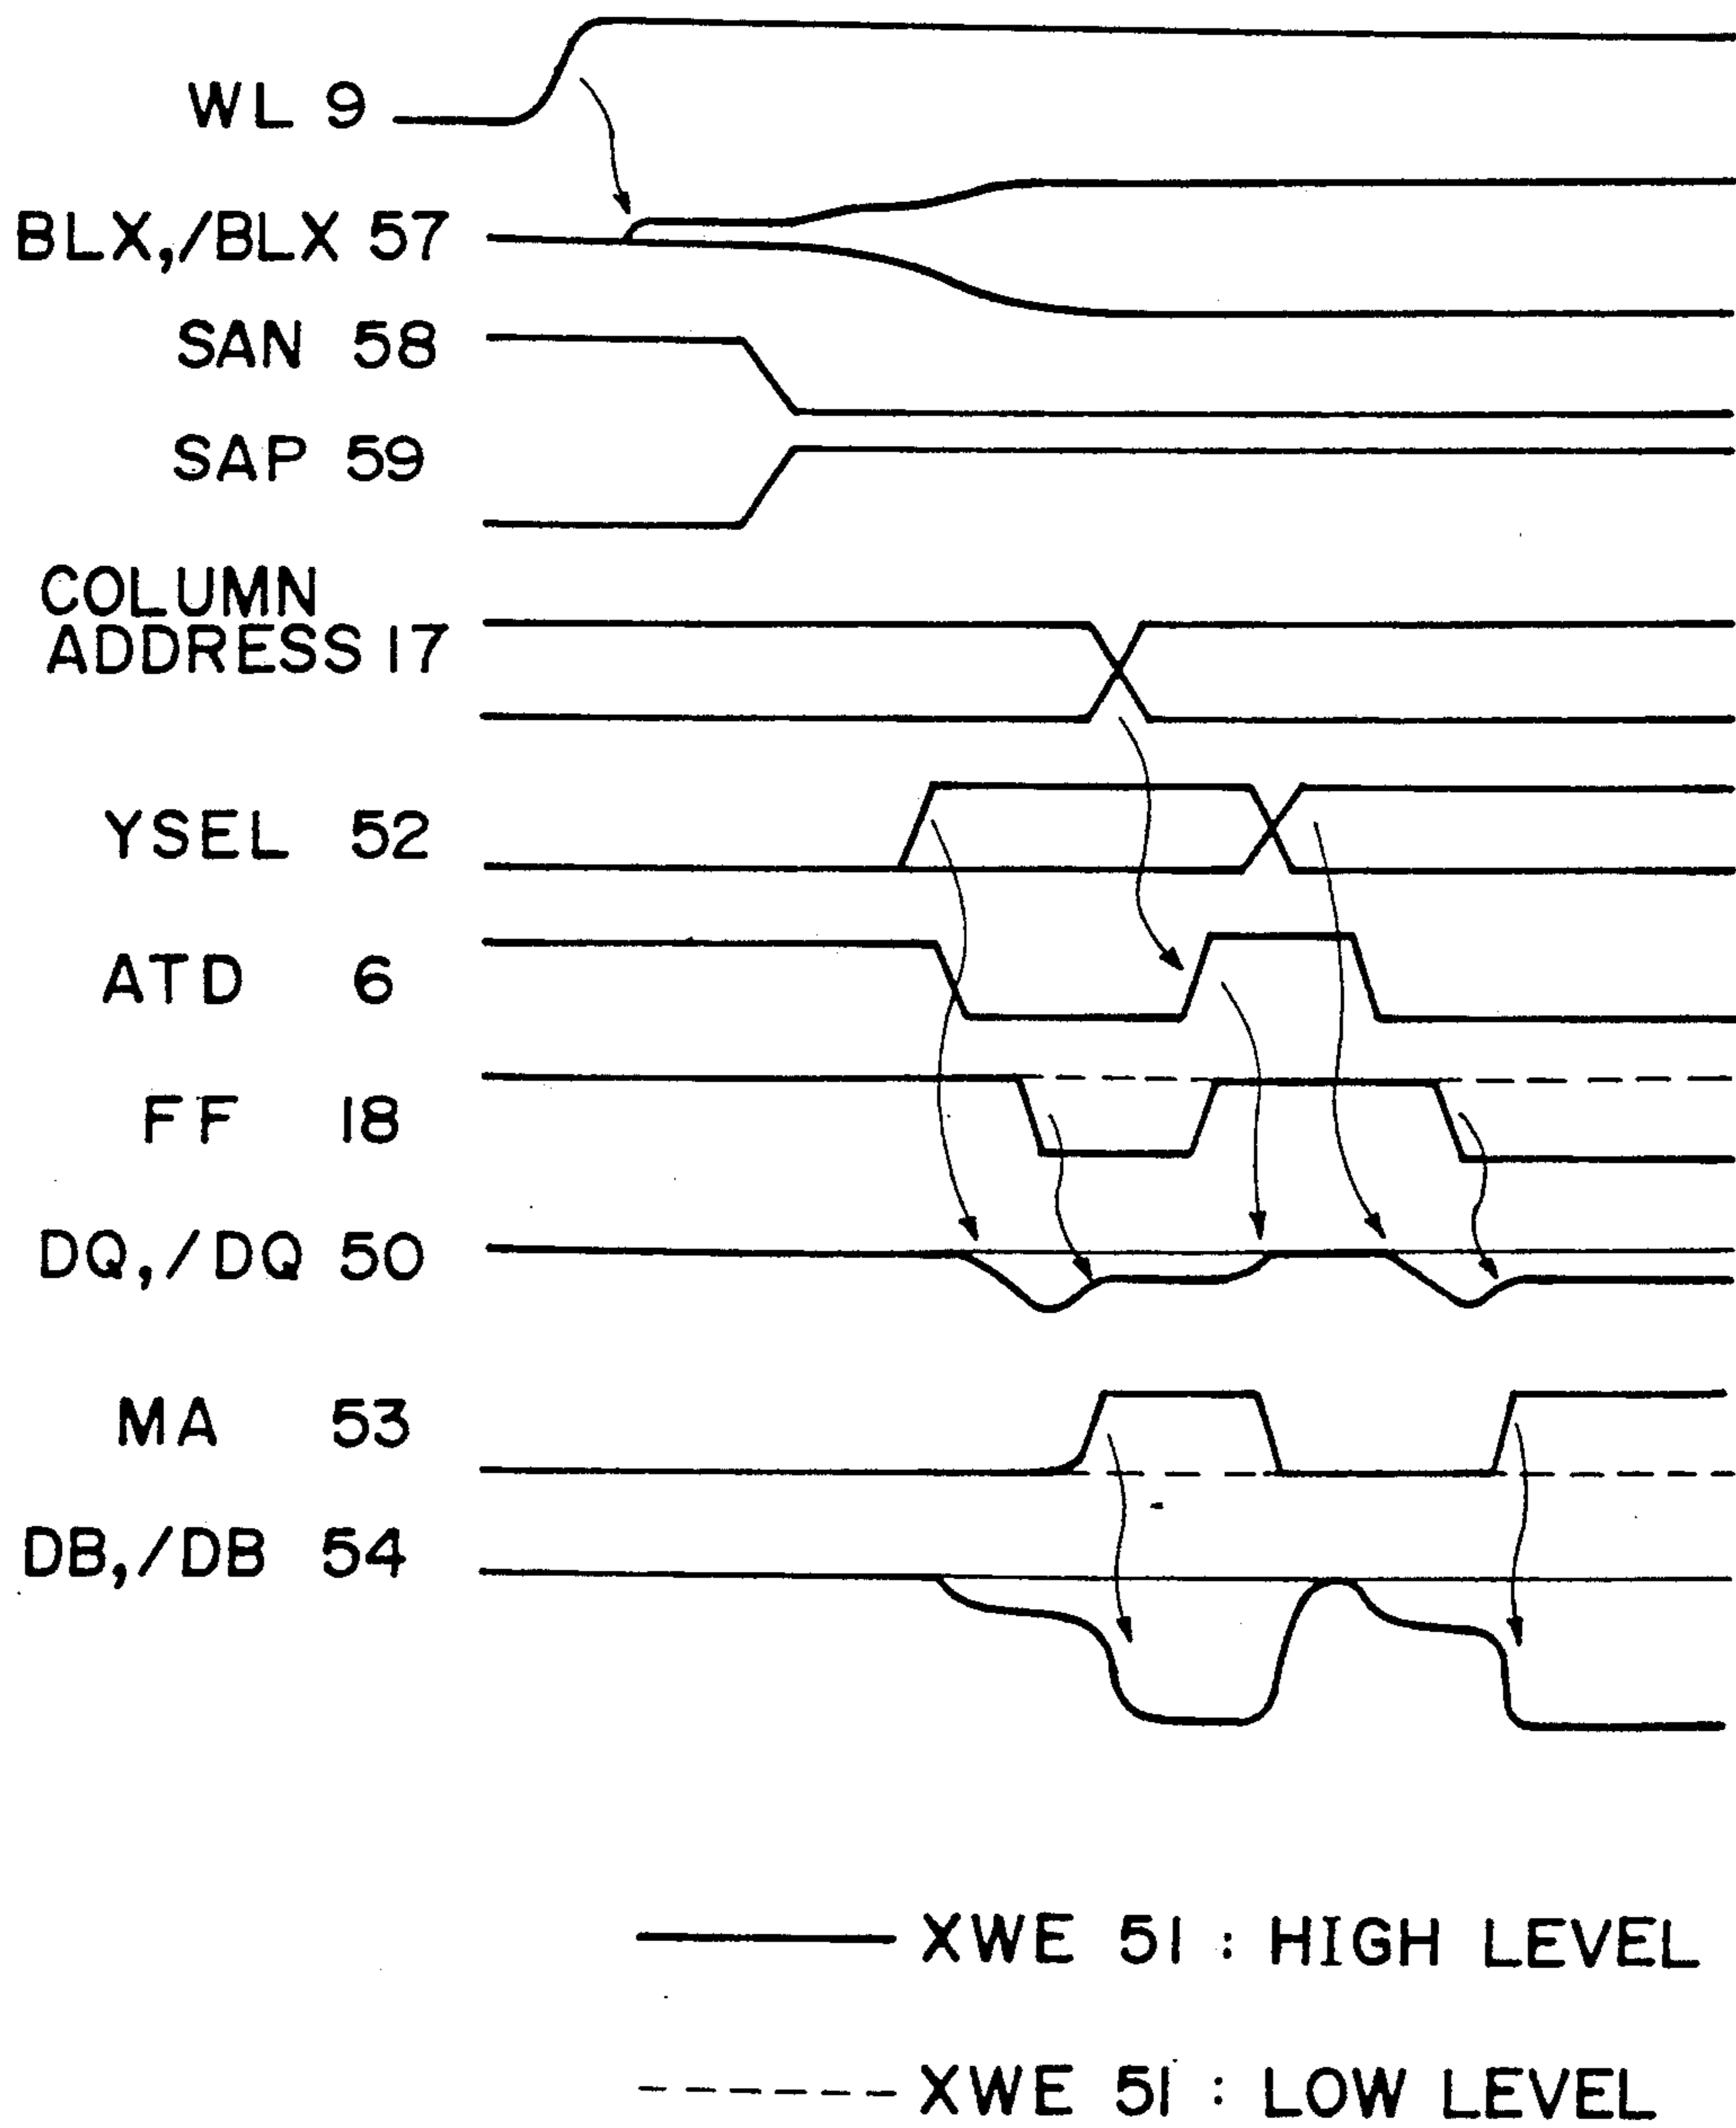 WL 9
BLX,/BLX 57
SAN 58
SAP 59
COLUMN
ADDRESS 17
YSEL 52
ATD 6
FF 18
DQ,/DQ 50
MA 53
DB,/DB 54
XWE 51 : HIGH LEVEL
XWE 51 : LOW LEVEL